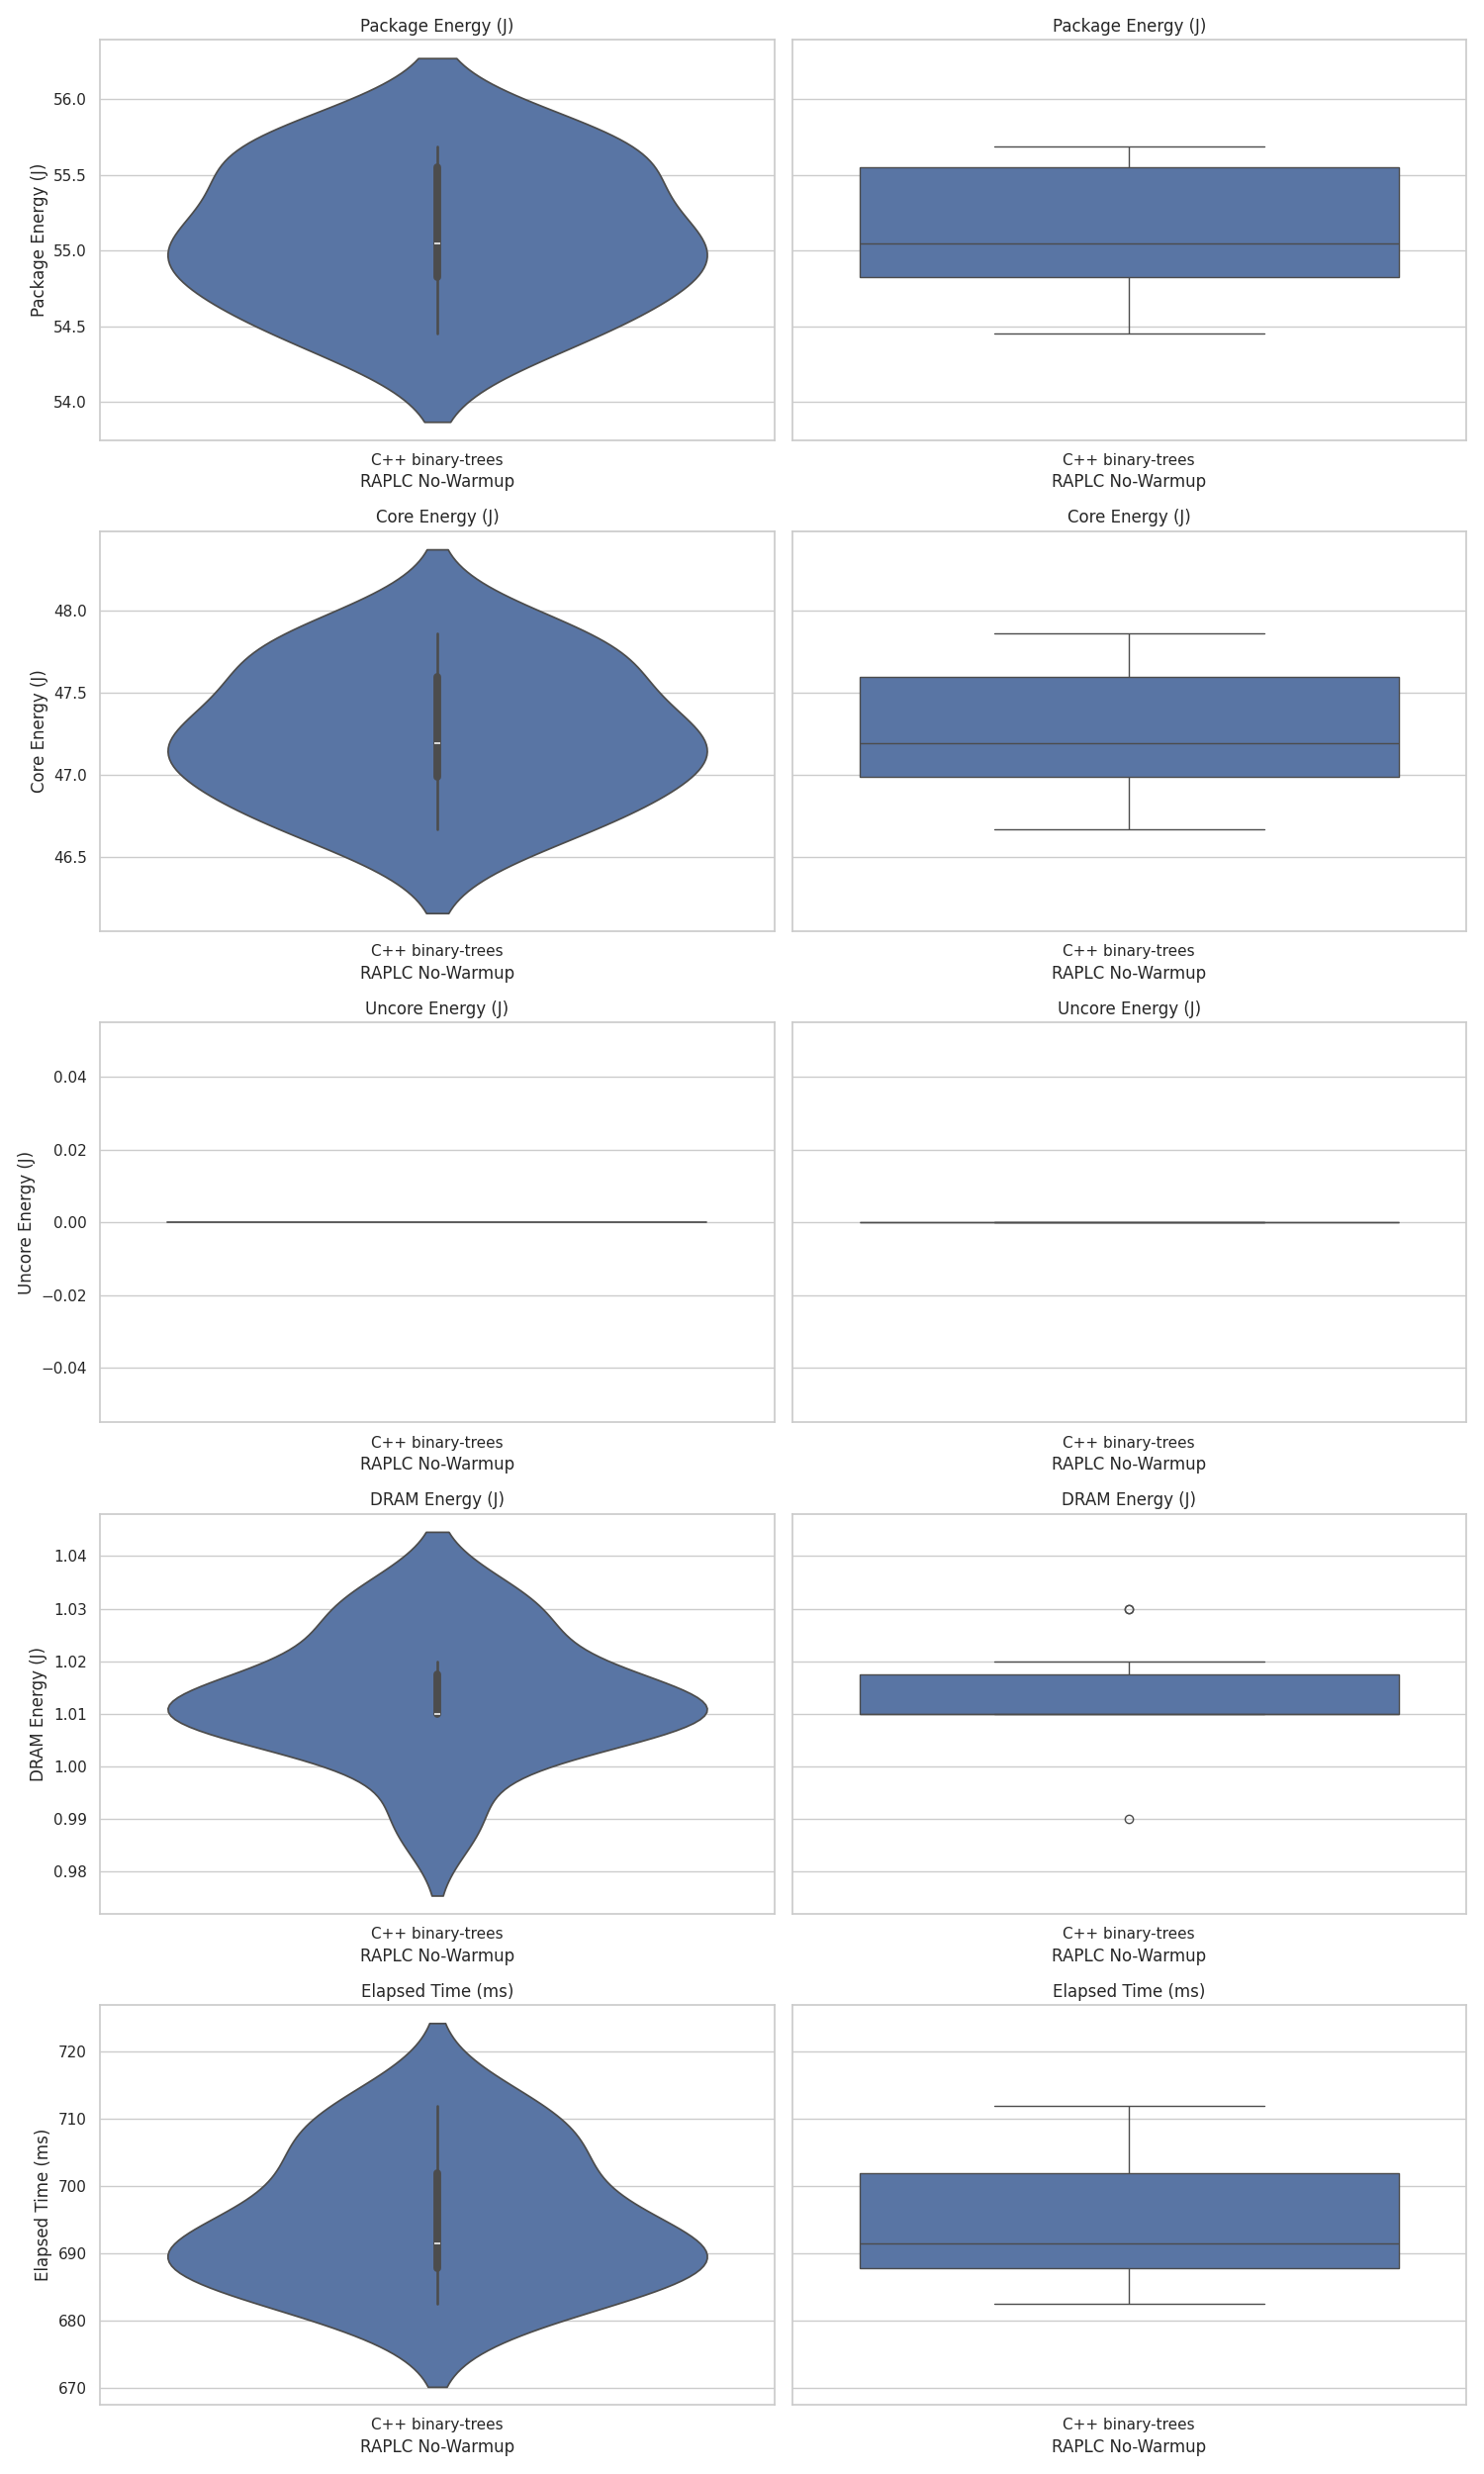 Package Energy (J)
Package Energy (J)
Package Energy (J)
56.0
55.5
55.0
54.5
54.0
C++ binary-trees
RAPLC No-Warmup
C++ binary-trees
RAPLC No-Warmup
Core Energy (J)
Core Energy (J)
Core Energy (J)
48.0
47.5
47.0
46.5
C++ binary-trees
RAPLC No-Warmup
C++ binary-trees
RAPLC No-Warmup
Uncore Energy (J)
Uncore Energy (J)
Uncore Energy (J)
0.04
0.02
0.00
−0.02
−0.04
C++ binary-trees
RAPLC No-Warmup
C++ binary-trees
RAPLC No-Warmup
DRAM Energy (J)
DRAM Energy (J)
DRAM Energy (J)
1.04
1.03
1.02
1.01
1.00
0.99
0.98
C++ binary-trees
RAPLC No-Warmup
C++ binary-trees
RAPLC No-Warmup
Elapsed Time (ms)
Elapsed Time (ms)
Elapsed Time (ms)
720
710
700
690
680
670
C++ binary-trees
RAPLC No-Warmup
C++ binary-trees
RAPLC No-Warmup